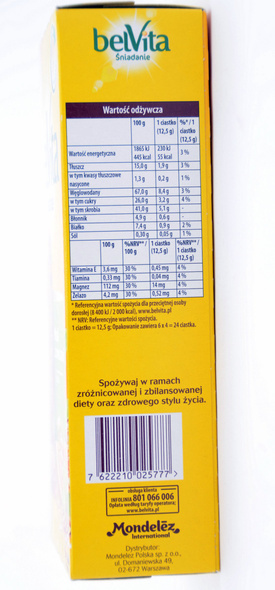 belVita
Śniadanie
Wartość odżywcza
100 g 1 ciastko (12,5 g) %* / 1 ciastko (12,5 g)
Wartość energetyczna 1865 kJ 445 kcal 230 kJ 55 kcal 3 %
Tłuszcz 15,0 g 1,9 g 3 %
w tym kwasy tłuszczowe nasycone 1,3 g 0,2 g 1 %
Węglowodany 67,0 g 8,4 g 3 %
w tym cukry 26,0 g 3,2 g 4 %
w tym skrobia 41,0 g 5,1 g -
Błonnik 4,9 g 0,6 g -
Białko 7,4 g 0,9 g 2 %
Sól 0,30 g 0,05 g 1 %
100 g %NRV**/ 100 g 1 ciastko (12,5 g) %NRV**/ 1 ciastko (12,5 g)
Witamina E 3,6 mg 30 % 0,45 mg 4 %
Tiamina 0,33 mg 30 % 0,04 mg 4 %
Magnez 112 mg 30 % 14 mg 4 %
Żelazo 4,2 mg 30 % 0,52 mg 4 %
* Referencyjna wartość spożycia dla przeciętnej osoby
dorosłej (8 400 kJ / 2 000 kcal), www.belvita.pl.
** NRV: Referencyjne wartości spożycia.
1 ciastko = 12,5 g; Opakowanie zawiera 6 x 4 = 24 ciastka.
Spożywaj w ramach
zróżnicowanej i zbilansowanej
diety oraz zdrowego stylu życia.
7 622210 025777 >
obsługa klienta
INFOLINIA 801 066 006
Opłata według taryfy operatora;
www.belvita.pl
Mondelēz
International
Dystrybutor:
Mondelez Polska sp. z o.o.,
ul. Domaniewska 49,
02-672 Warszawa